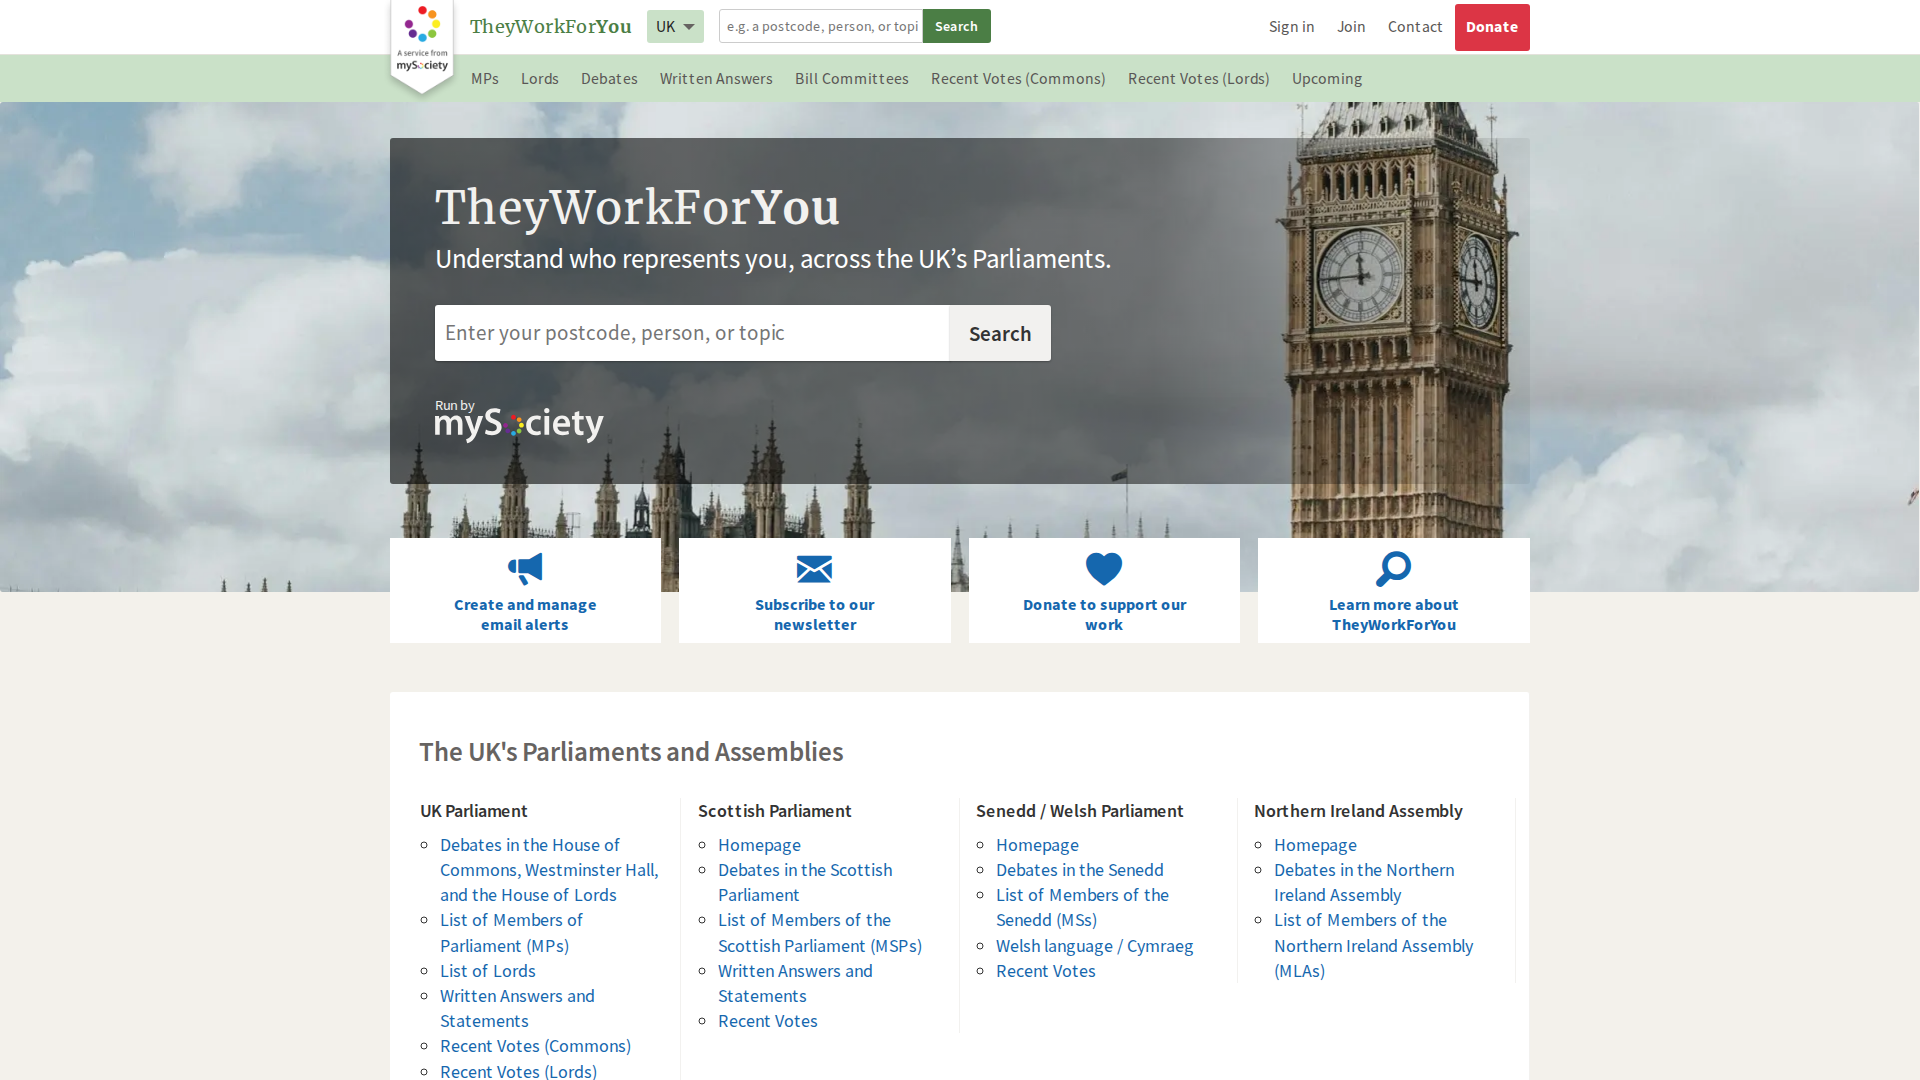 A service from
mySociety
TheyWorkForYou
UK
e.g. a postcode, person, or topi
Search
Sign in
Join
Contact
Donate
MPs
Lords
Debates
Written Answers
Bill Committees
Recent Votes (Commons)
Recent Votes (Lords)
Upcoming
TheyWorkForYou
Understand who represents you, across the UK’s Parliaments.
Enter your postcode, person, or topic
Search
Run by
mySociety
Create and manage
email alerts
Subscribe to our
newsletter
Donate to support our
work
Learn more about
TheyWorkForYou
The UK's Parliaments and Assemblies
UK Parliament
Debates in the House of
Commons, Westminster Hall,
and the House of Lords
List of Members of
Parliament (MPs)
List of Lords
Written Answers and
Statements
Recent Votes (Commons)
Recent Votes (Lords)
Scottish Parliament
Homepage
Debates in the Scottish
Parliament
List of Members of the
Scottish Parliament (MSPs)
Written Answers and
Statements
Recent Votes
Senedd / Welsh Parliament
Homepage
Debates in the Senedd
List of Members of the
Senedd (MSs)
Welsh language / Cymraeg
Recent Votes
Northern Ireland Assembly
Homepage
Debates in the Northern
Ireland Assembly
List of Members of the
Northern Ireland Assembly
(MLAs)